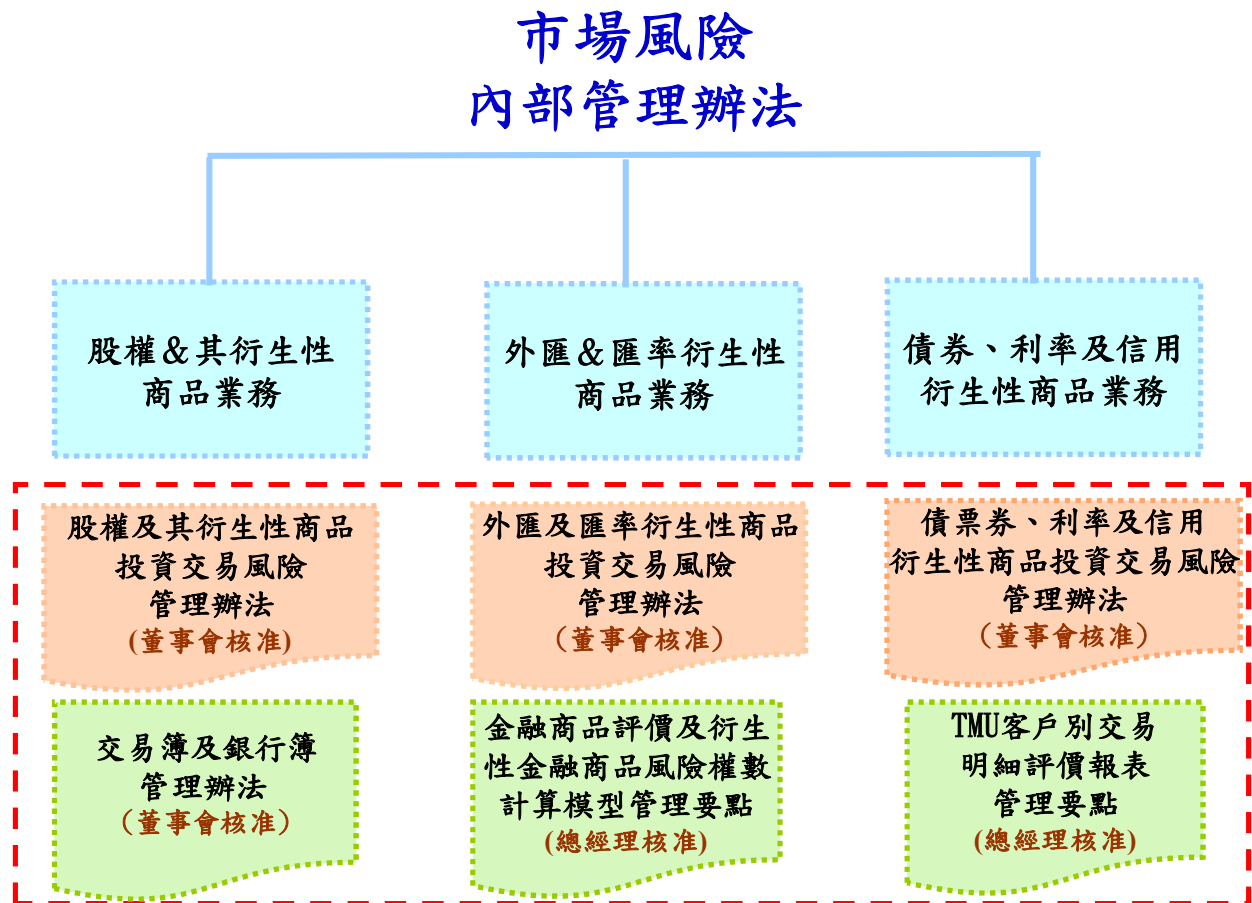 市場風險
內部管理辦法
股權＆其衍生性
商品業務
外匯＆匯率衍生性
商品業務
債券、利率及信用
衍生性商品業務
股權及其衍生性商品
投資交易風險
管理辦法
(董事會核准)
外匯及匯率衍生性商品
投資交易風險
管理辦法
（董事會核准）
債票券、利率及信用
衍生性商品投資交易風險
管理辦法
（董事會核准）
交易簿及銀行簿
管理辦法
（董事會核准）
金融商品評價及衍生
性金融商品風險權數
計算模型管理要點
(總經理核准)
TMU客戶別交易
明細評價報表
管理要點
(總經理核准)